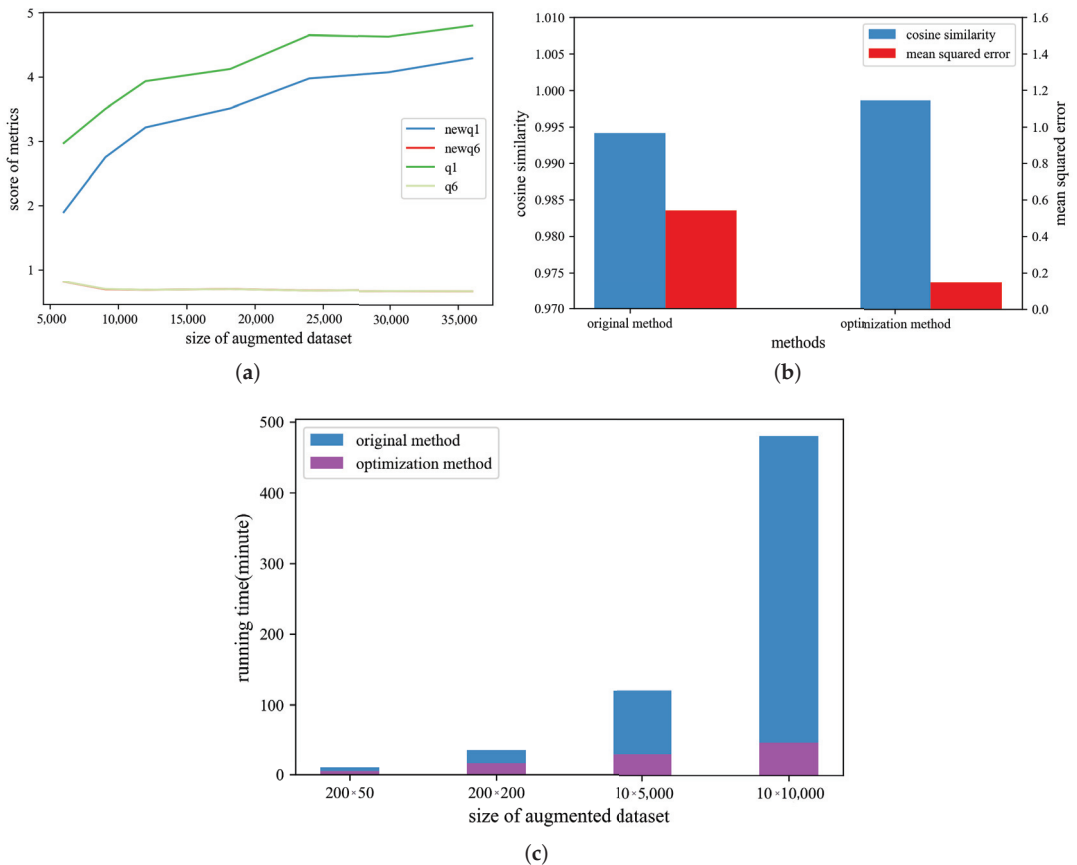 5
4
3
2
1
score of metrics
newq1
newq6
q1
q6
5,000 10,000 15,000 20,000 25,000 30,000 35,000
size of augmented dataset
(a)
1.010
1.005
1.000
0.995
0.990
0.985
0.980
0.975
0.970
cosine similarity
cosine similarity
mean squared error
1.6
1.4
1.2
1.0
0.8
0.6
0.4
0.2
0.0
mean squared error
original method optimization method
methods
(b)
500
400
300
200
100
0
running time(minute)
original method
optimization method
200×50 200×200 10×5,000 10×10,000
size of augmented dataset
(c)